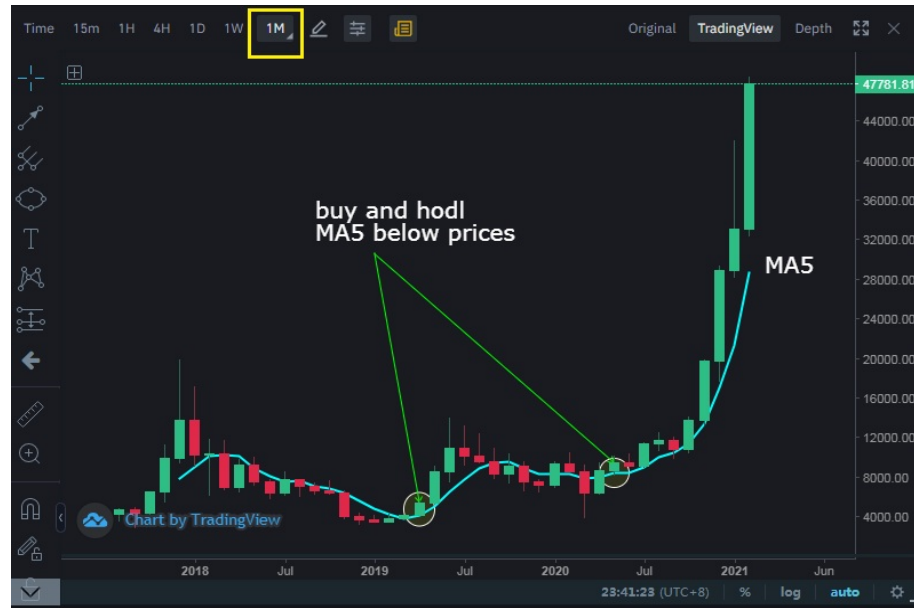 Time 15m 1H 4H 1D 1W 1M Original TradingView Depth
47781.81
44000.00
40000.00
36000.00
buy and hodl
MA5 below prices
32000.00
MA5
28000.00
24000.00
20000.00
16000.00
12000.00
8000.00
Chart by TradingView
4000.00
2018 Jul 2019 Jul 2020 Jul 2021 Jun
23:41:23 (UTC+8) % log auto